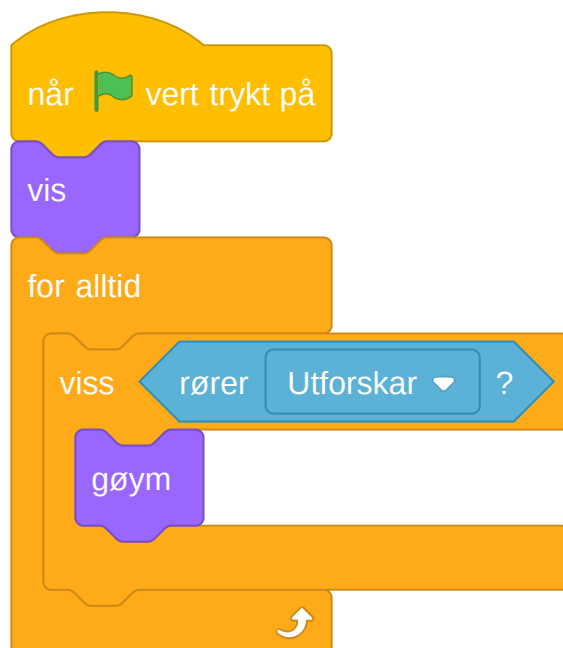 når vert trykt på
vis
for alltid
viss rører Utforskar ?
gøym